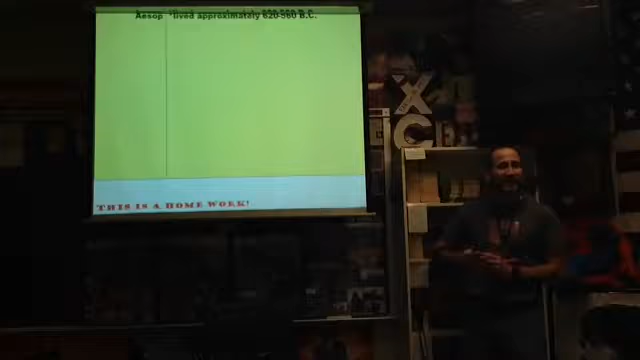 Aesop *lived approximately 620-560 B.C.
THIS IS A HOME WORK!
X
C